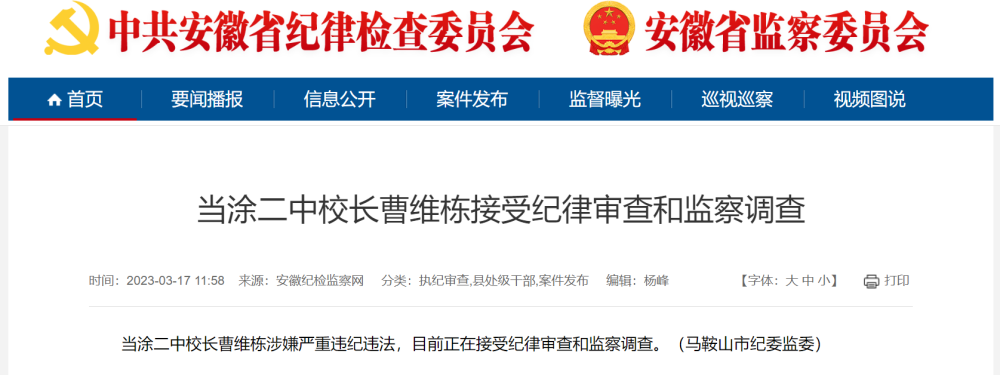 中共安徽省纪律检查委员会 安徽省监察委员会
首页 要闻播报 信息公开 案件发布 监督曝光 巡视巡察 视频图说
当涂二中校长曹维栋接受纪律审查和监察调查
时间：2023-03-17 11:58 来源：安徽纪检监察网 分类：执纪审查,县处级干部,案件发布 编辑：杨峰 【字体：大 中 小】 打印
当涂二中校长曹维栋涉嫌严重违纪违法，目前正在接受纪律审查和监察调查。（马鞍山市纪委监委）